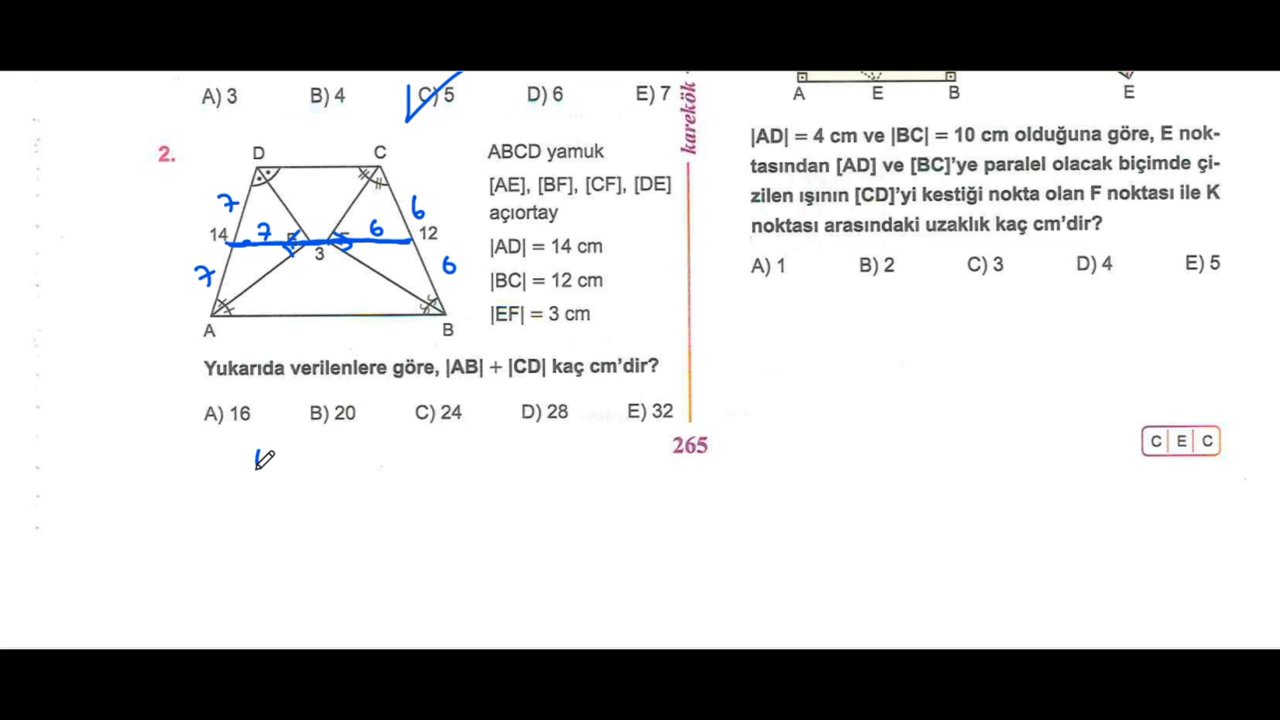 A) 3 B) 4 C) 5 D) 6 E) 7
2.
D C
7 6
14 7 6 12
3
7 6
A B
ABCD yamuk
[AE], [BF], [CF], [DE]
açıortay
|AD| = 14 cm
|BC| = 12 cm
|EF| = 3 cm
Yukarıda verilenlere göre, |AB| + |CD| kaç cm'dir?
A) 16 B) 20 C) 24 D) 28 E) 32
karekök
265
A E B
E
|AD| = 4 cm ve |BC| = 10 cm olduğuna göre, E nok-
tasından [AD] ve [BC]'ye paralel olacak biçimde çi-
zilen ışının [CD]'yi kestiği nokta olan F noktası ile K
noktası arasındaki uzaklık kaç cm'dir?
A) 1 B) 2 C) 3 D) 4 E) 5
C E C